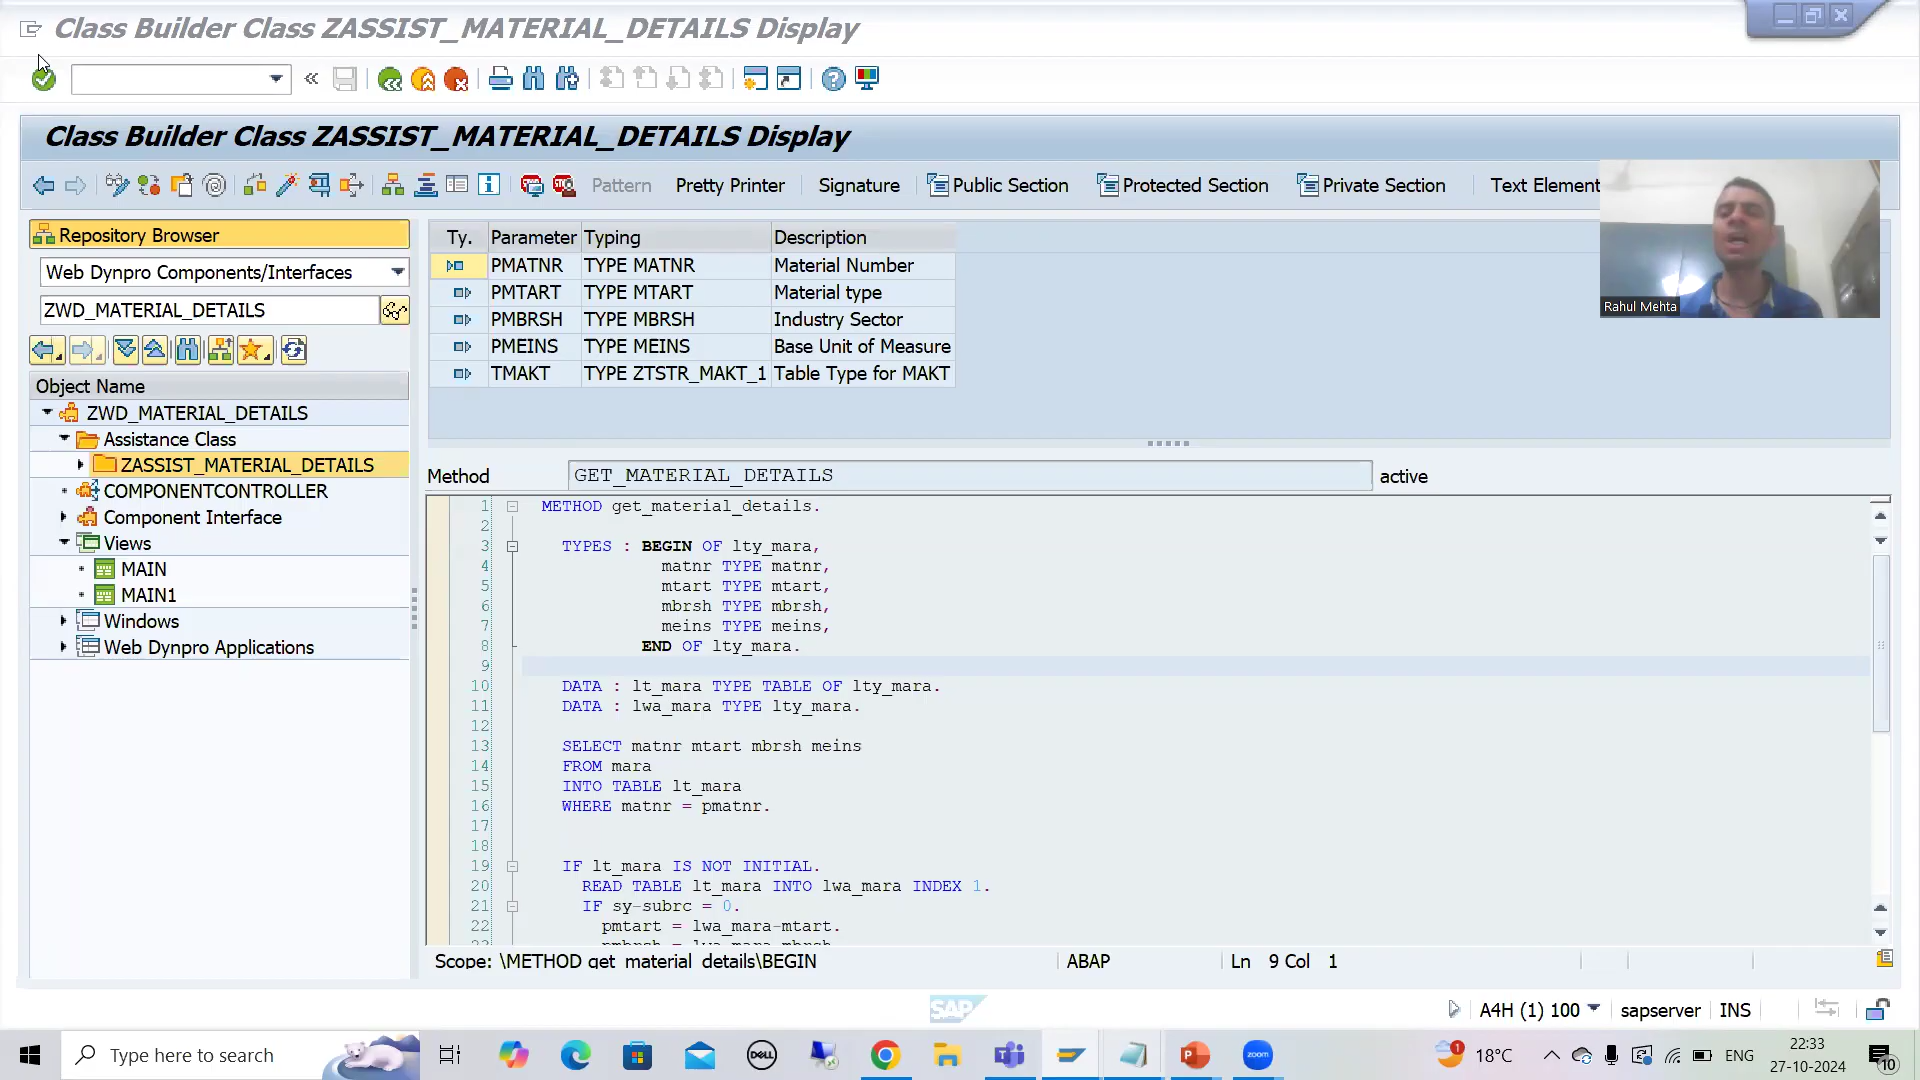 Class Builder Class ZASSIST_MATERIAL_DETAILS Display
Class Builder Class ZASSIST_MATERIAL_DETAILS Display
Pattern Pretty Printer Signature Public Section Protected Section Private Section Text Element
Rahul Mehta
Repository Browser
Web Dynpro Components/Interfaces
ZWD_MATERIAL_DETAILS
Object Name
ZWD_MATERIAL_DETAILS
Assistance Class
ZASSIST_MATERIAL_DETAILS
COMPONENTCONTROLLER
Component Interface
Views
MAIN
MAIN1
Windows
Web Dynpro Applications
Ty. Parameter Typing Description
PMATNR TYPE MATNR Material Number
PMTART TYPE MTART Material type
PMBRSH TYPE MBRSH Industry Sector
PMEINS TYPE MEINS Base Unit of Measure
TMAKT TYPE ZTSTR_MAKT_1 Table Type for MAKT
Method GET_MATERIAL_DETAILS active
1 METHOD get_material_details.
2
3 TYPES : BEGIN OF lty_mara,
4 matnr TYPE matnr,
5 mtart TYPE mtart,
6 mbrsh TYPE mbrsh,
7 meins TYPE meins,
8 END OF lty_mara.
9
10 DATA : lt_mara TYPE TABLE OF lty_mara.
11 DATA : lwa_mara TYPE lty_mara.
12
13 SELECT matnr mtart mbrsh meins
14 FROM mara
15 INTO TABLE lt_mara
16 WHERE matnr = pmatnr.
17
18
19 IF lt_mara IS NOT INITIAL.
20 READ TABLE lt_mara INTO lwa_mara INDEX 1.
21 IF sy-subrc = 0.
22 pmtart = lwa_mara-mtart.
Scope: \METHOD get_material_details\BEGIN ABAP Ln 9 Col 1
SAP
A4H (1) 100 sapserver INS
Type here to search
DELL
zoom
1
18°C
ENG
22:33
27-10-2024
10